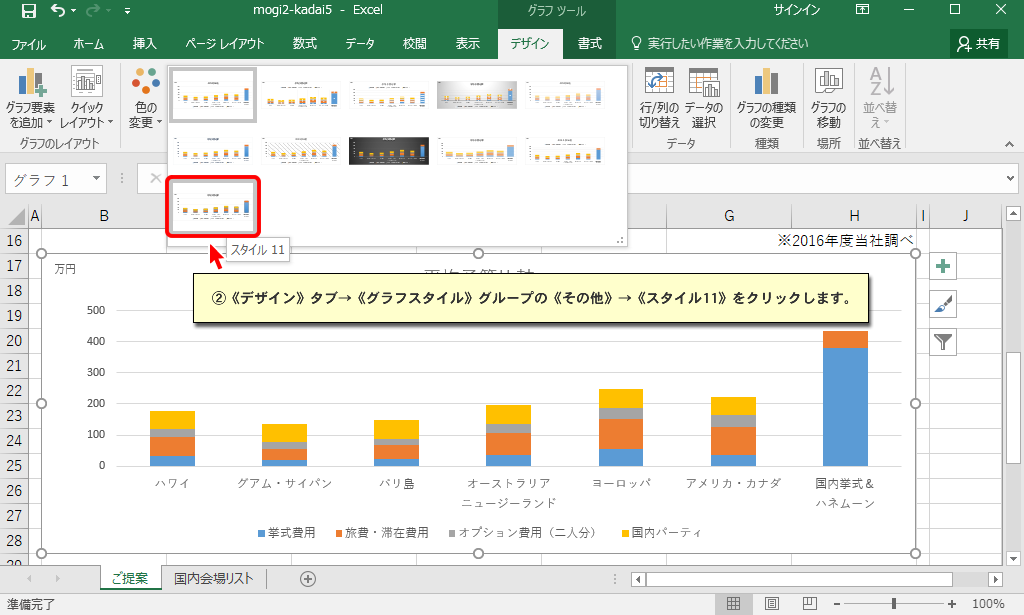 mogi2-kadai5 - Excel
グラフ ツール
サインイン
ファイル ホーム 挿入 ページ レイアウト 数式 データ 校閲 表示 デザイン 書式 実行したい作業を入力してください 共有
グラフ要素を追加
クイックレイアウト
グラフのレイアウト
色の変更
行/列の切り替え
データの選択
データ
グラフの種類の変更
種類
グラフの移動
場所
並べ替え
並べ替え
グラフ 1
スタイル 11
A B G H I J
16
※2016年度当社調べ
17
万円
②《デザイン》タブ→《グラフスタイル》グループの《その他》→《スタイル11》をクリックします。
18
19
20
21
22
23
24
25
26
27
28
500
400
300
200
100
0
ハワイ
グアム・サイパン
バリ島
オーストラリア
ニュージーランド
ヨーロッパ
アメリカ・カナダ
国内挙式＆
ハネムーン
挙式費用 旅費・滞在費用 オプション費用（二人分） 国内パーティ
ご提案 国内会場リスト
準備完了
100%